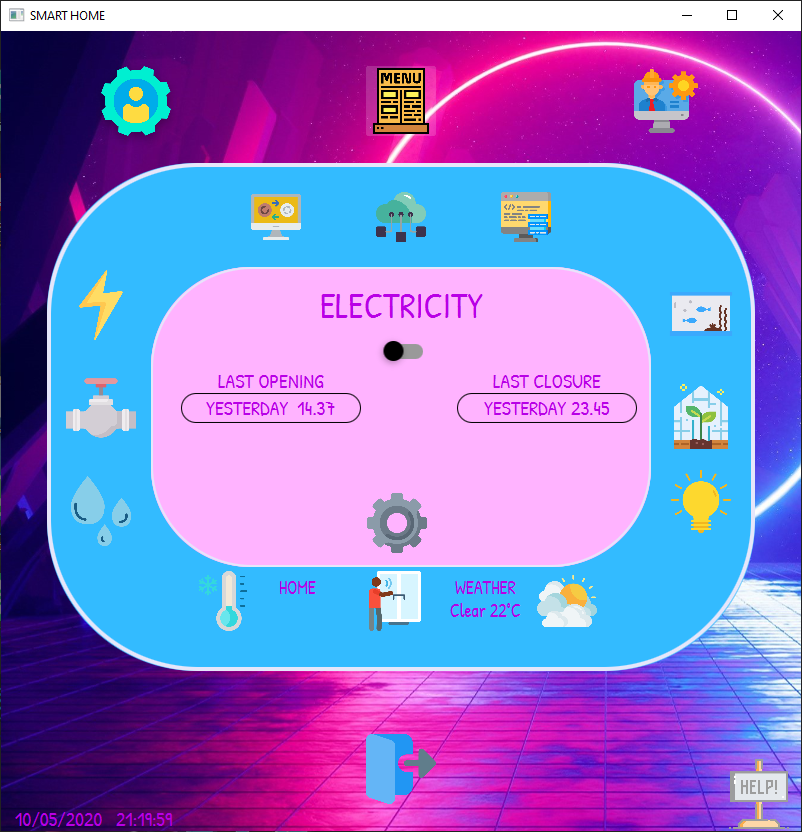 SMART HOME
MENU
ELECTRICITY
LAST OPENING
LAST CLOSURE
YESTERDAY 14.37
YESTERDAY 23.45
HOME
WEATHER
Clear 22°C
HELP!
10/05/2020 21:19:59